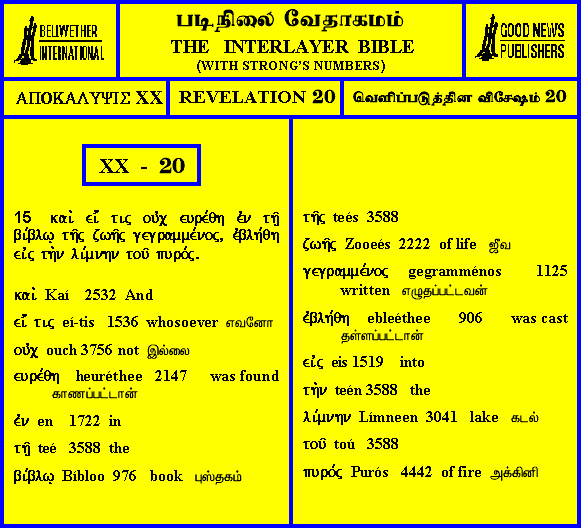 BELLWETHER
INTERNATIONAL
படிநிலை வேதாகமம்
THE INTERLAYER BIBLE
(WITH STRONG'S NUMBERS)
GOOD NEWS
PUBLISHERS
ΑΠΟΚΑΛΥΨΙΣ XX
REVELATION 20
வெளிப்படுத்தின விசேஷம் 20
XX - 20
15 καὶ εἴ τις οὐχ ευρέθη ἐν τῇ
βίβλῳ τῆς ζωῆς γεγραμμένος, ἐβλήθη
εἰς τὴν λίμνην τοῦ πυρός.
καὶ Kaí 2532 And
εἴ τις eí-tis 1536 whosoever எவனோ
οὐχ ouch 3756 not இல்லை
ευρέθη heuréthee 2147 was found
காணப்பட்டான்
ἐν en 1722 in
τῇ teé 3588 the
βίβλῳ Bíbloo 976 book புஸ்தகம்
τῆς teés 3588
ζωῆς Zooeés 2222 of life ஜீவ
γεγραμμένος gegramménos 1125
written எழுதப்பட்டவன்
ἐβλήθη ebleéthee 906 was cast
தள்ளப்பட்டான்
εἰς eis 1519 into
τὴν teén 3588 the
λίμνην Límneen 3041 lake கடல்
τοῦ toú 3588
πυρός Purós 4442 of fire அக்கினி